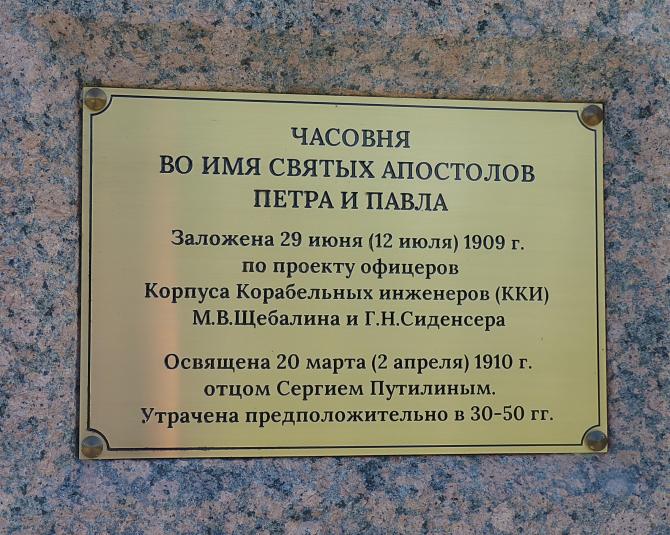 ЧАСОВНЯ
ВО ИМЯ СВЯТЫХ АПОСТОЛОВ
ПЕТРА И ПАВЛА
Заложена 29 июня (12 июля) 1909 г.
по проекту офицеров
Корпуса Корабельных инженеров (ККИ)
М.В.Щебалина и Г.Н.Сиденсера
Освящена 20 марта (2 апреля) 1910 г.
отцом Сергием Путилиным.
Утрачена предположительно в 30-50 гг.